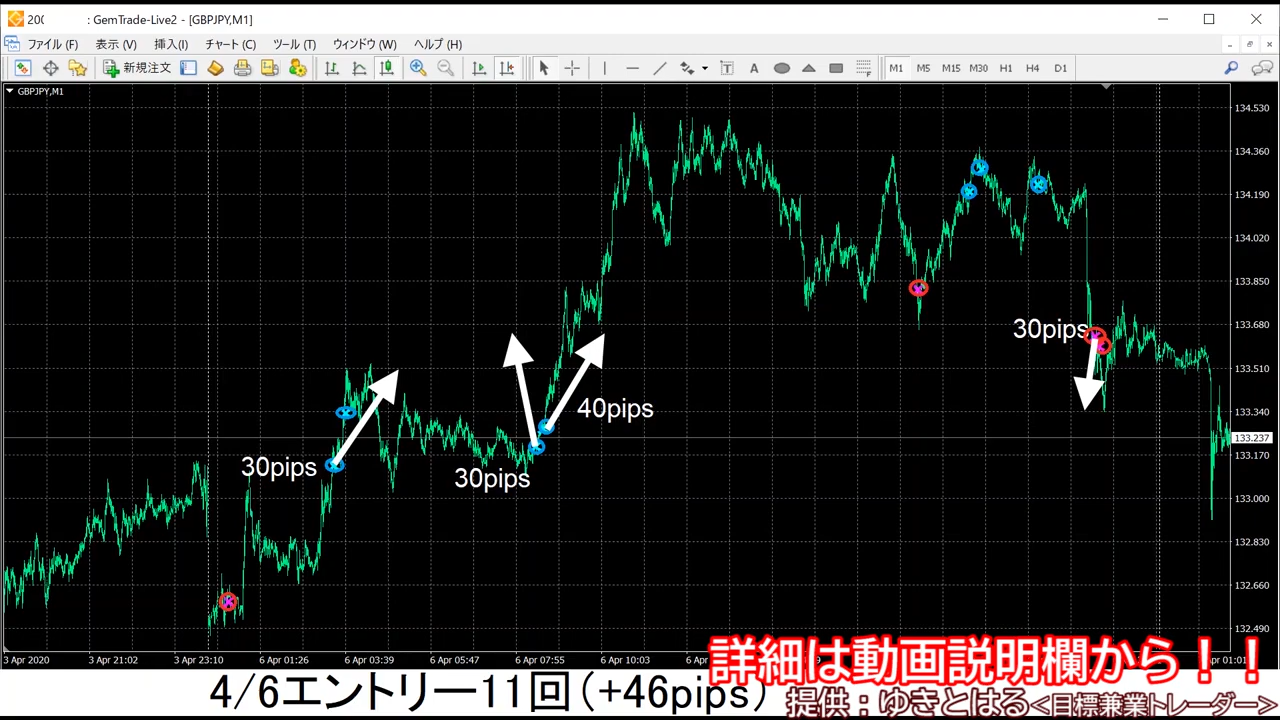 200 : GemTrade-Live2 - [GBPJPY,M1]
ファイル (F) 表示 (V) 挿入(I) チャート (C) ツール (T) ウィンドウ (W) ヘルプ (H)
新規注文 A T M1 M5 M15 M30 H1 H4 D1
GBPJPY,M1
134.530
134.360
134.190
134.020
133.850
133.680
30pips
133.510
40pips
133.340
133.237
30pips
133.170
30pips
133.000
132.830
132.660
132.490
3 Apr 2020 3 Apr 21:02 3 Apr 23:10 6 Apr 01:26 6 Apr 03:39 6 Apr 05:47 6 Apr 07:55 6 Apr 10:03
詳細は動画説明欄から！！
4/6エントリー11回(+46pips)
提供：ゆきとはる<目標兼業トレーダー>